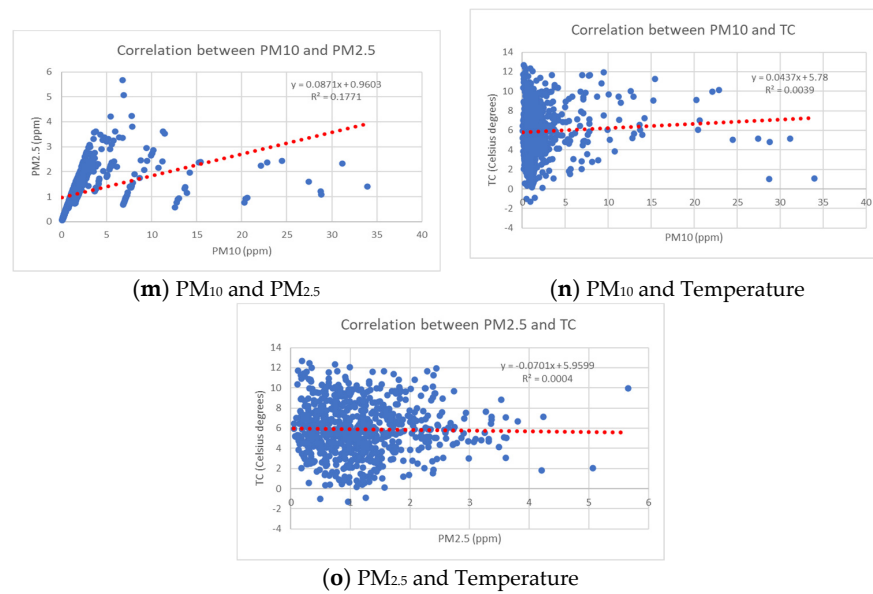 Correlation between PM10 and PM2.5
y = 0.0871x + 0.9603
R² = 0.1771
PM2.5 (ppm)
6
5
4
3
2
1
0
0 5 10 15 20 25 30 35 40
PM10 (ppm)
(m) PM10 and PM2.5
Correlation between PM10 and TC
y = 0.0437x + 5.78
R² = 0.0039
TC (Celsius degrees)
14
12
10
8
6
4
2
0
-2
-4
0 5 10 15 20 25 30 35 40
PM10 (ppm)
(n) PM10 and Temperature
Correlation between PM2.5 and TC
y = -0.0701x + 5.9599
R² = 0.0004
TC (Celsius degrees)
14
12
10
8
6
4
2
0
-2
-4
0 1 2 3 4 5 6
PM2.5 (ppm)
(o) PM2.5 and Temperature